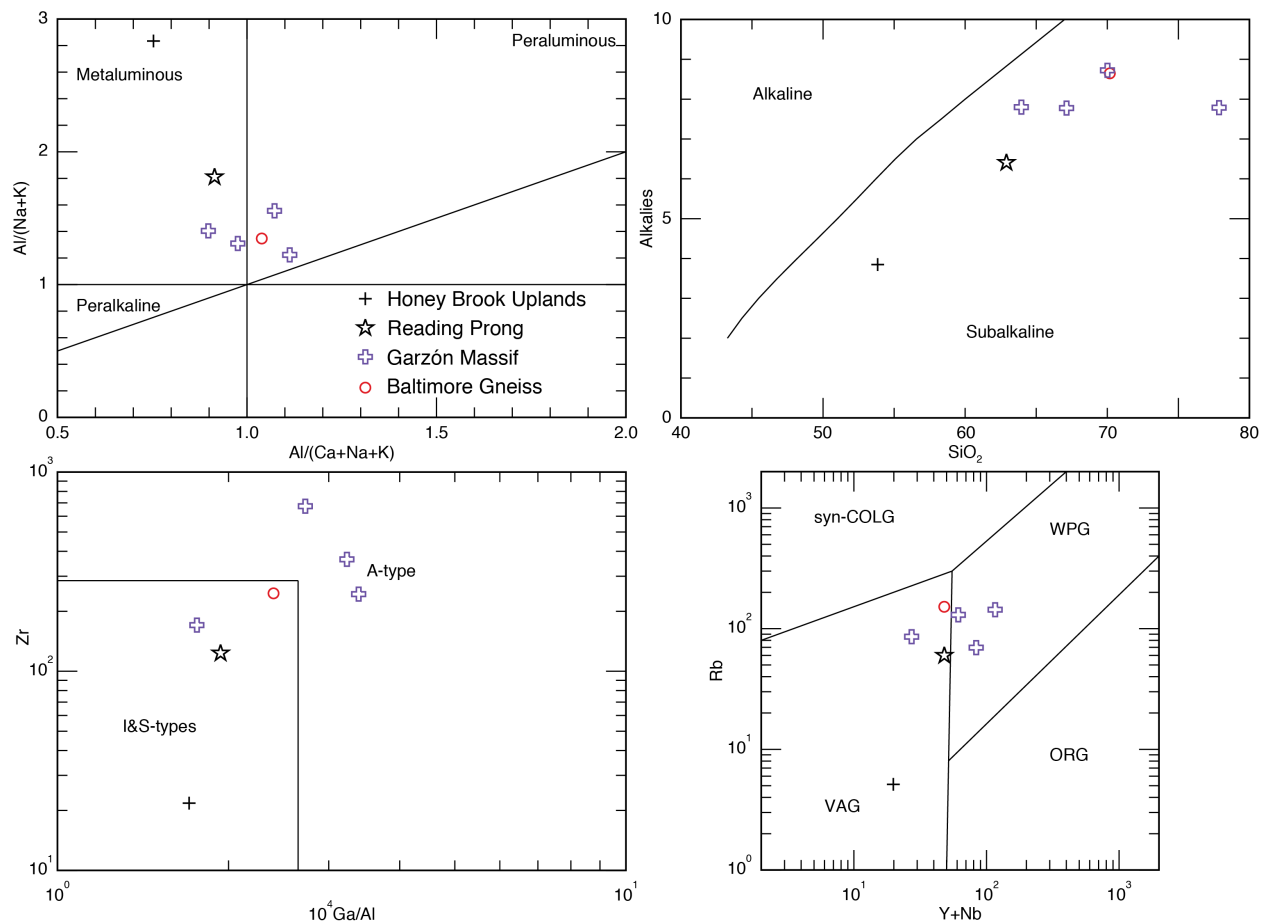 3
2
1
0
Al/(Na+K)
Metaluminous
Peraluminous
Peralkaline
Honey Brook Uplands
Reading Prong
Garzón Massif
Baltimore Gneiss
0.5 1.0 1.5 2.0
Al/(Ca+Na+K)
10
5
0
Alkalies
Alkaline
Subalkaline
40 50 60 70 80
SiO₂
10³
10²
10¹
Zr
A-type
I&S-types
10⁰ 10¹
10⁴Ga/Al
10³
10²
10¹
10⁰
Rb
syn-COLG
WPG
ORG
VAG
10¹ 10² 10³
Y+Nb